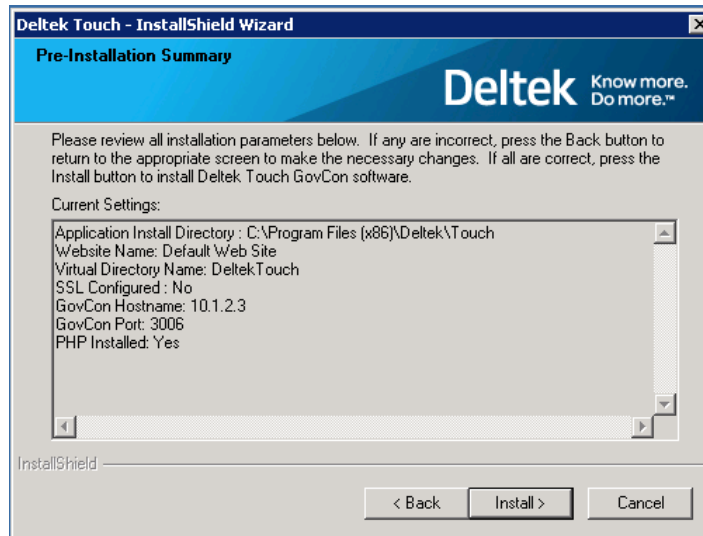 Deltek Touch - InstallShield Wizard
Pre-Installation Summary
Deltek Know more.
Do more.™
Please review all installation parameters below. If any are incorrect, press the Back button to
return to the appropriate screen to make the necessary changes. If all are correct, press the
Install button to install Deltek Touch GovCon software.
Current Settings:
Application Install Directory : C:\Program Files (x86)\Deltek\Touch
Website Name: Default Web Site
Virtual Directory Name: DeltekTouch
SSL Configured : No
GovCon Hostname: 10.1.2.3
GovCon Port: 3006
PHP Installed: Yes
InstallShield
< Back Install > Cancel